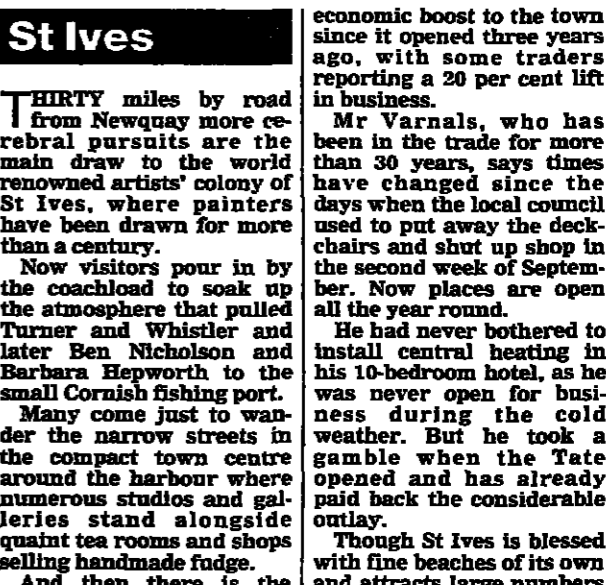 St Ives
THIRTY miles by road
from Newquay more ce-
rebral pursuits are the
main draw to the world
renowned artists' colony of
St Ives, where painters
have been drawn for more
than a century.
Now visitors pour in by
the coachload to soak up
the atmosphere that pulled
Turner and Whistler and
later Ben Nicholson and
Barbara Hepworth to the
small Cornish fishing port.
Many come just to wan-
der the narrow streets in
the compact town centre
around the harbour where
numerous studios and gal-
leries stand alongside
quaint tea rooms and shops
selling handmade fudge.
And then there is the
economic boost to the town
since it opened three years
ago, with some traders
reporting a 20 per cent lift
in business.
Mr Varnals, who has
been in the trade for more
than 30 years, says times
have changed since the
days when the local council
used to put away the deck-
chairs and shut up shop in
the second week of Septem-
ber. Now places are open
all the year round.
He had never bothered to
install central heating in
his 10-bedroom hotel, as he
was never open for busi-
ness during the cold
weather. But he took a
gamble when the Tate
opened and has already
paid back the considerable
outlay.
Though St Ives is blessed
with fine beaches of its own
and attracts large numbers